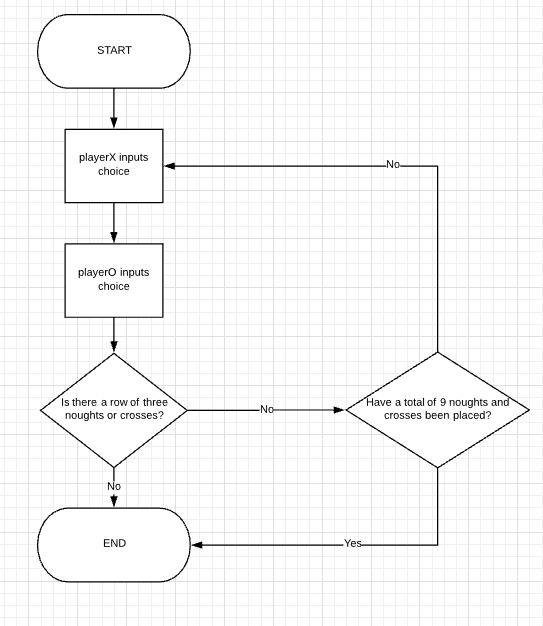 START
playerX inputs
choice
No
playerO inputs
choice
Is there a row of three
noughts or crosses?
No
Have a total of 9 noughts and
crosses been placed?
No
END
Yes